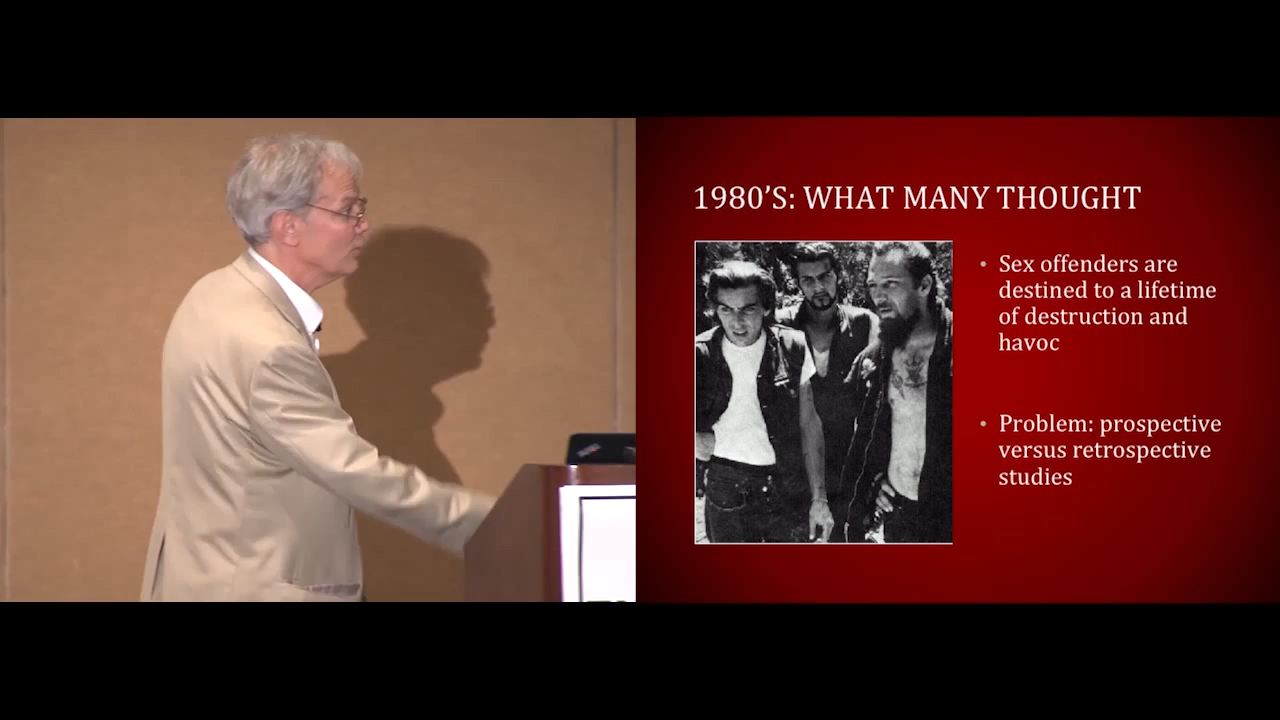 1980'S: WHAT MANY THOUGHT
• Sex offenders are
destined to a lifetime
of destruction and
havoc
• Problem: prospective
versus retrospective
studies